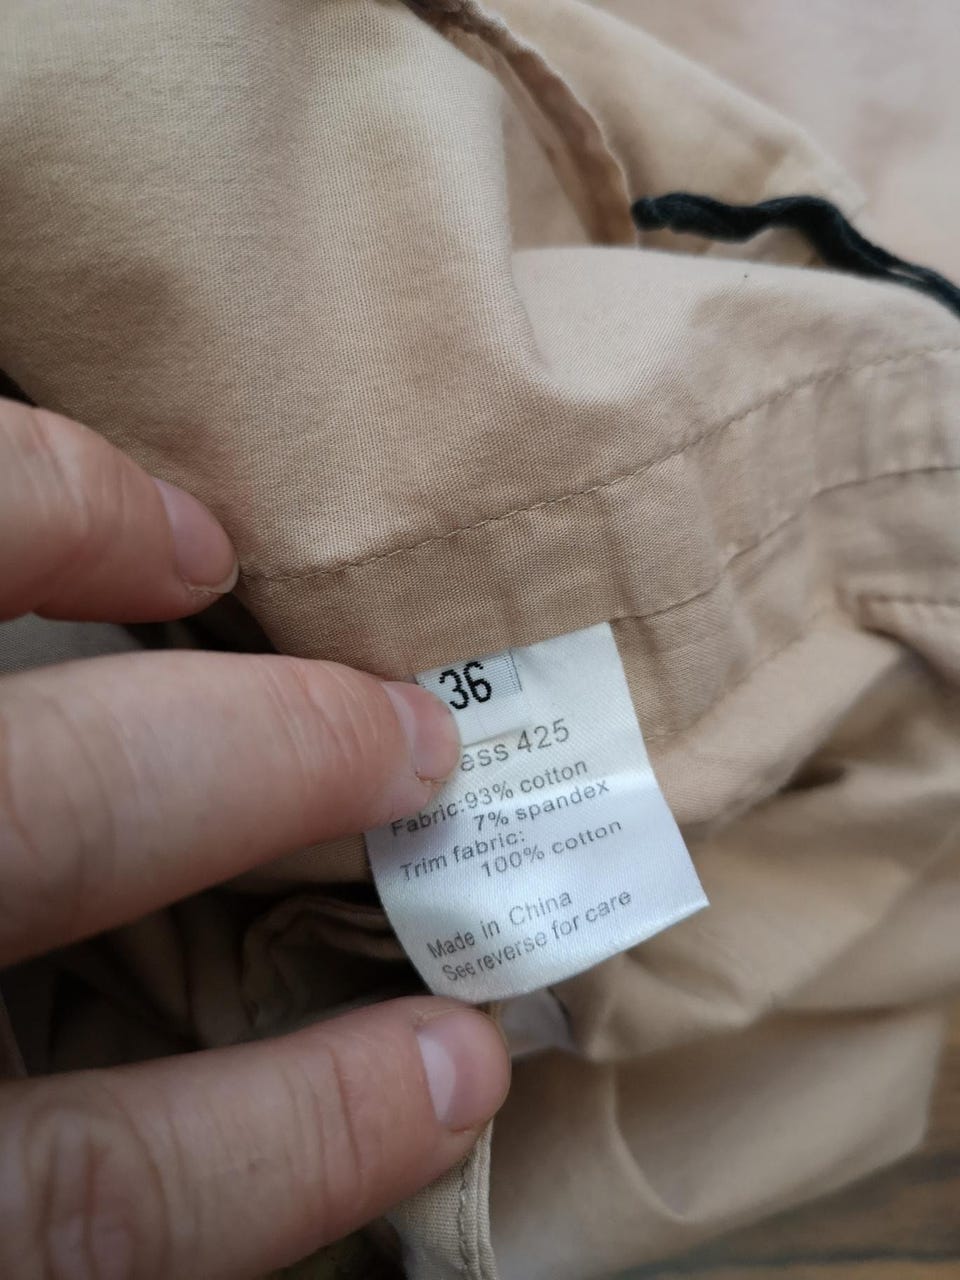 36
ess 425
Fabric:93% cotton
7% spandex
Trim fabric:
100% cotton
Made in China
See reverse for care